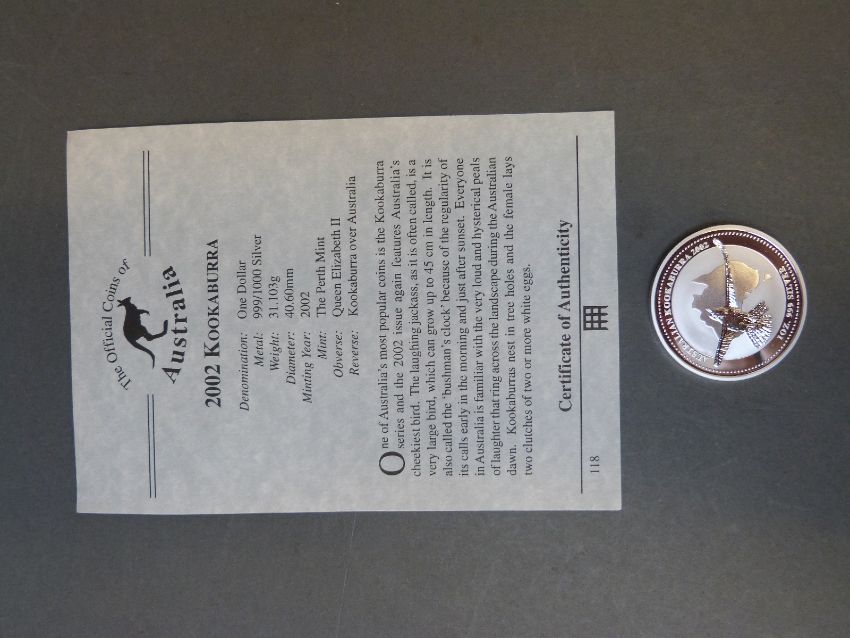 The Official Coins of
Australia
2002 KOOKABURRA
Denomination: One Dollar
Metal: 999/1000 Silver
Weight: 31.103g
Diameter: 40.60mm
Minting Year: 2002
Mint: The Perth Mint
Obverse: Queen Elizabeth II
Reverse: Kookaburra over Australia
One of Australia's most popular coins is the Kookaburra
series and the 2002 issue again features Australia's
cheekiest bird. The laughing jackass, as it is often called, is a
very large bird, which can grow up to 45 cm in length. It is
also called the 'bushman's clock' because of the regularity of
its calls early in the morning and just after sunset. Everyone
in Australia is familiar with the very loud and hysterical peals
of laughter that ring across the landscape during the Australian
dawn. Kookaburras nest in tree holes and the female lays
two clutches of two or more white eggs.
Certificate of Authenticity
118
AUSTRALIAN KOOKABURRA 2002
1OZ. 999 SILVER